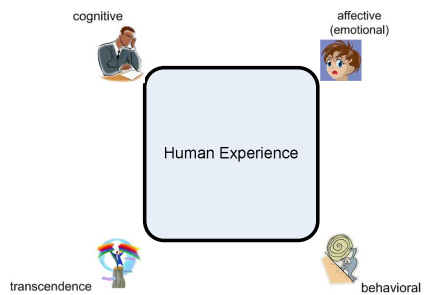 cognitive
affective
(emotional)
Human Experience
transcendence
behavioral